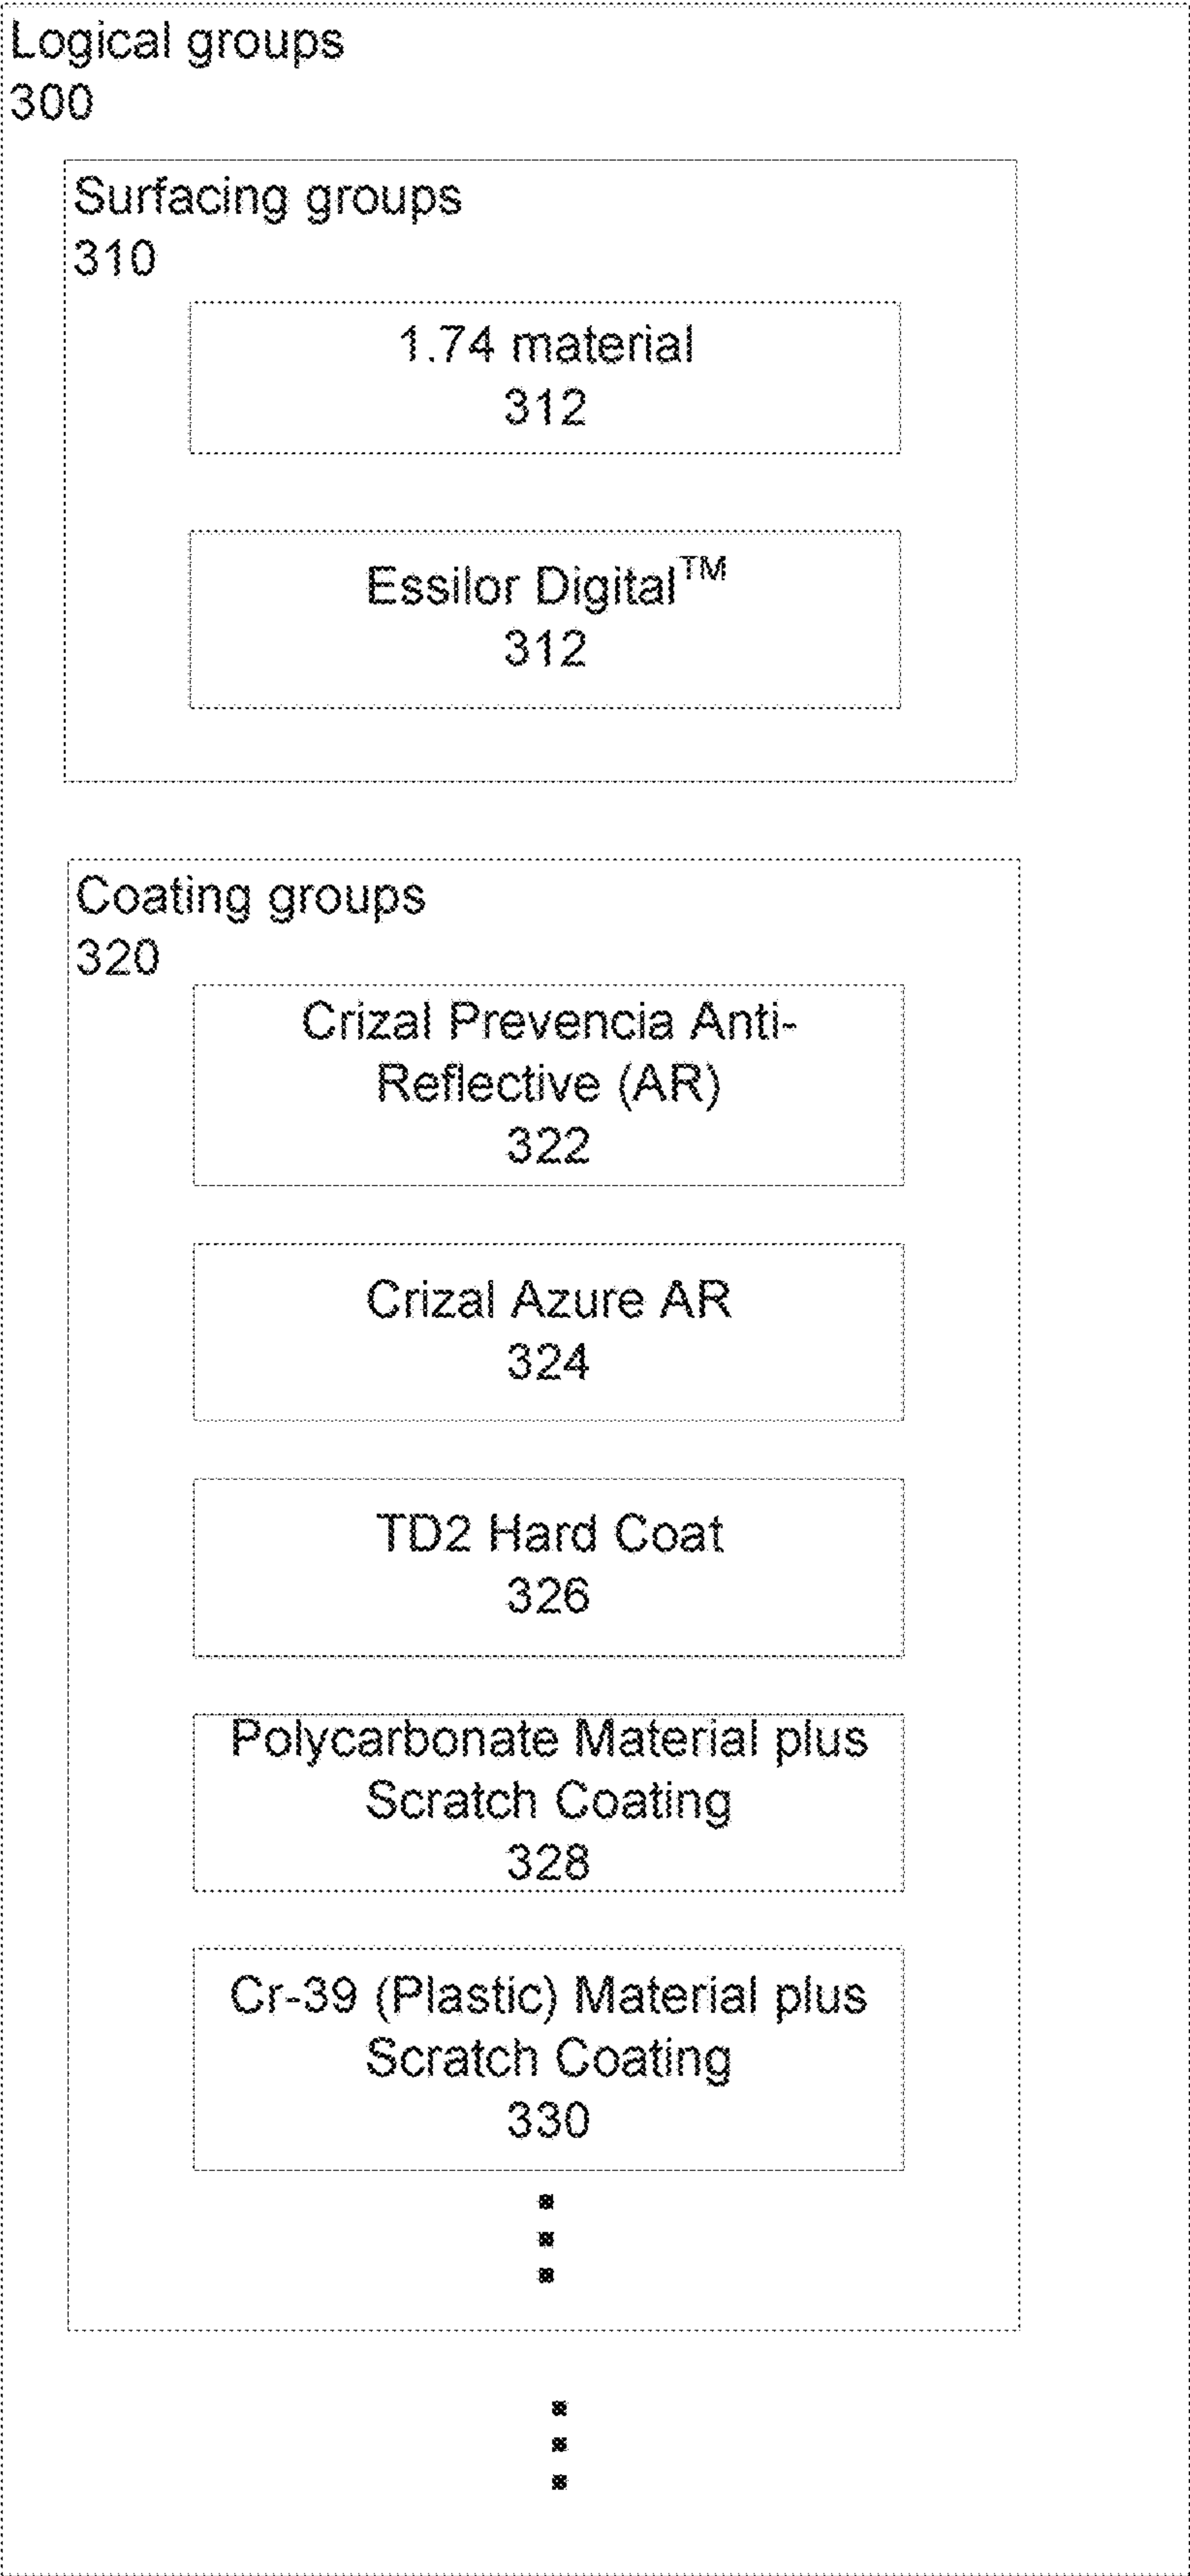 Logical groups
300
Surfacing groups
310
1.74 material
312
Essilor Digital™
312
Coating groups
320
Crizal Prevencia Anti-
Reflective (AR)
322
Crizal Azure AR
324
TD2 Hard Coat
326
Polycarbonate Material plus
Scratch Coating
328
Cr-39 (Plastic) Material plus
Scratch Coating
330